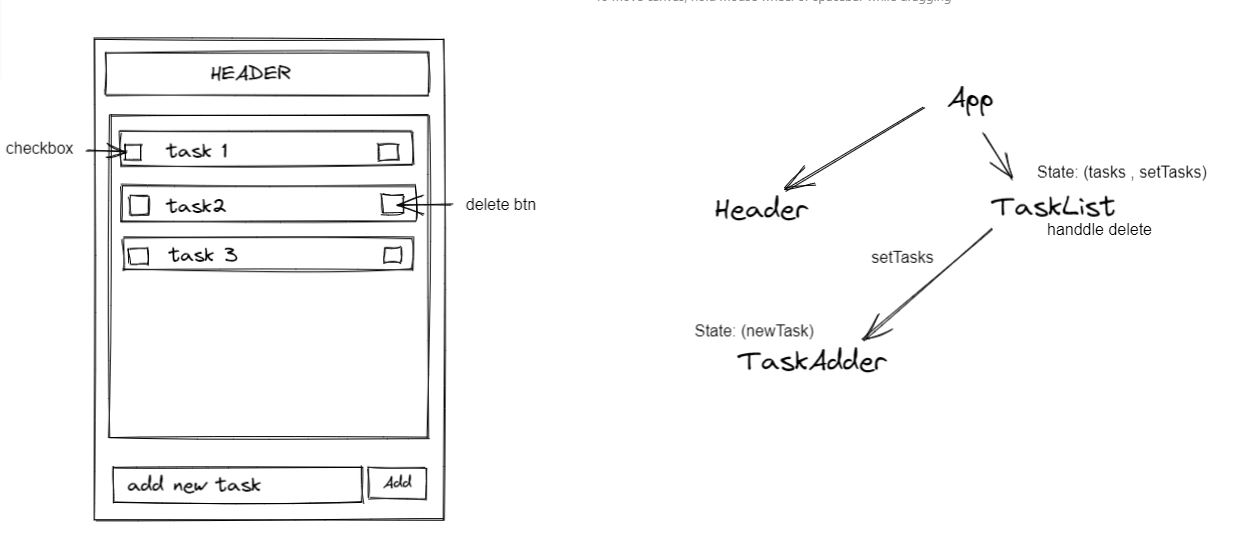 To move canvas, hold mouse wheel or spacebar while dragging
HEADER
checkbox
task 1
task2
delete btn
task 3
add new task
Add
App
Header
State: (tasks , setTasks)
TaskList
handdle delete
setTasks
State: (newTask)
TaskAdder